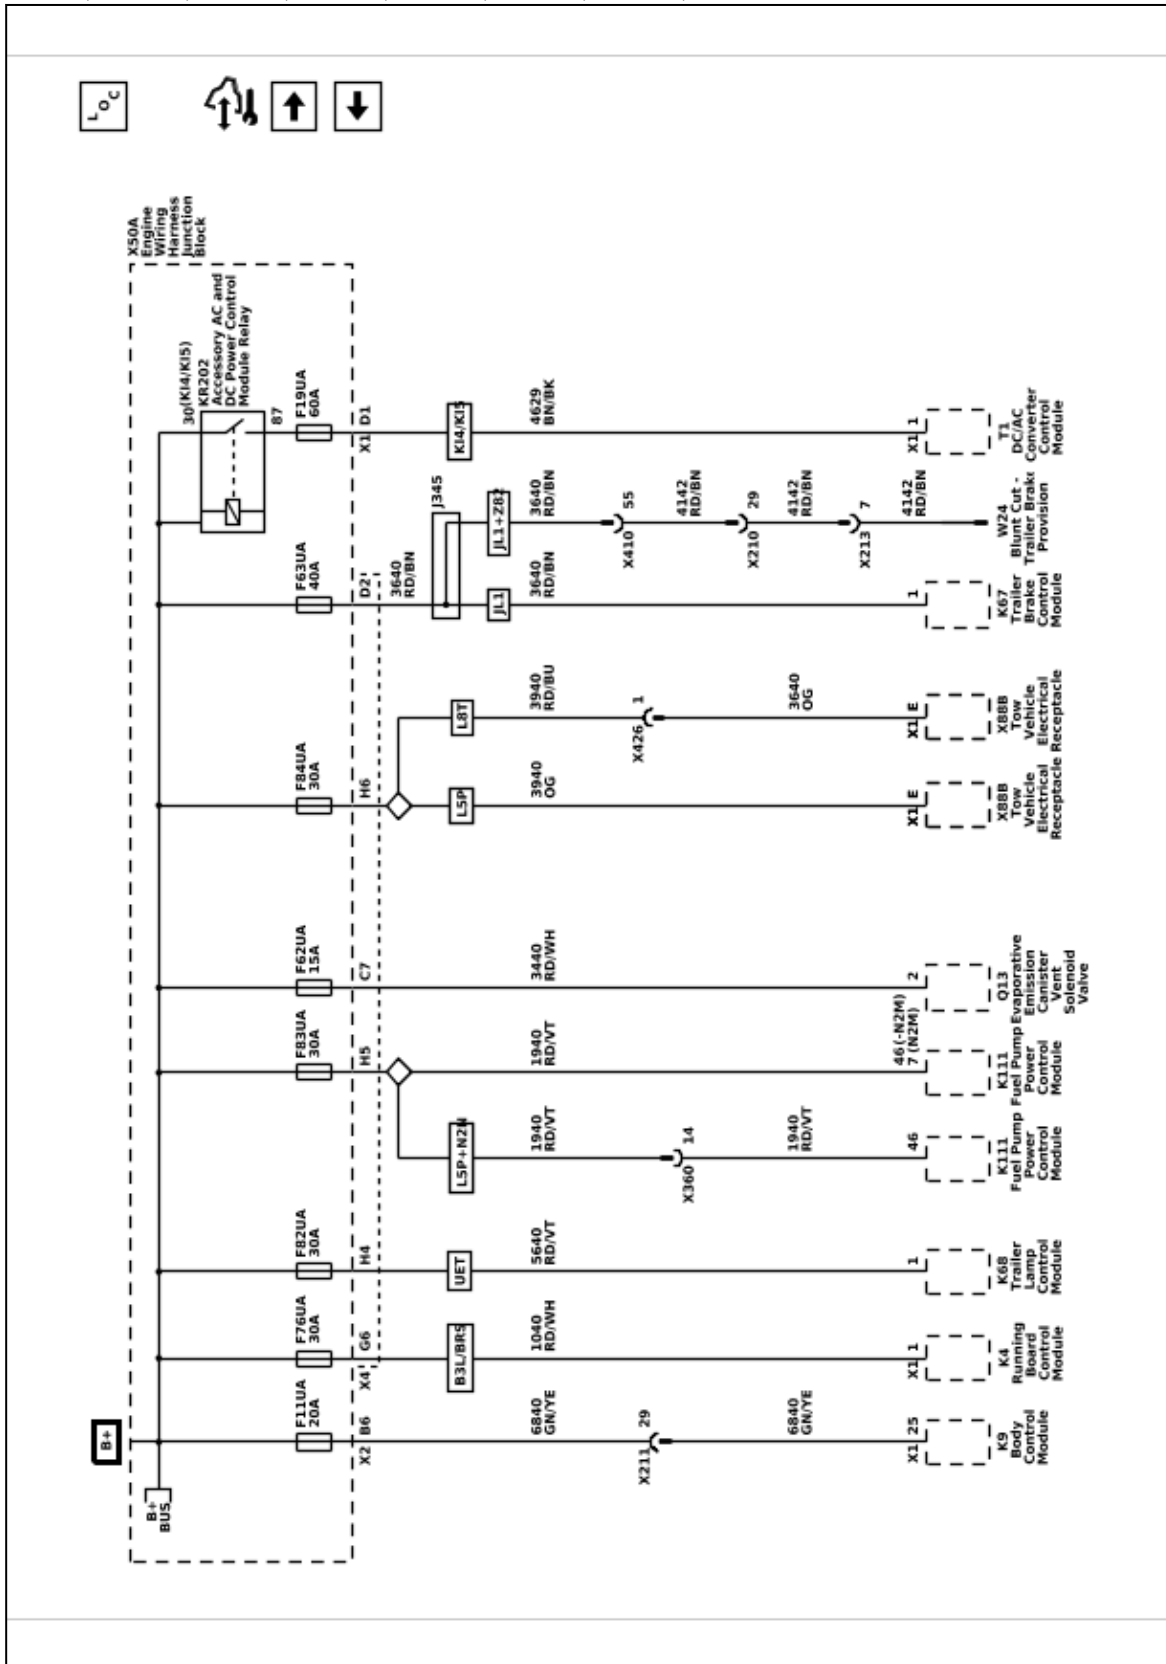 B+
L
O
C
X50A
Engine
Wiring
Harness
Junction
Block
B+
BUS
30
(KI4/KI5)
KR202
Accessory AC and
DC Power Control
Module Relay
87
F11UA
20A
F76UA
30A
F82UA
30A
F83UA
30A
F62UA
15A
F84UA
30A
F63UA
40A
F19UA
60A
X2 B6
X4 G6
H4
H5
C7
H6
D2
X1 D1
3640
RD/BN
J345
B3L/BRS
UET
L5P+N2N
L5P
L8T
JL1
JL1+Z82
KI4/KI5
6840
GN/YE
1040
RD/WH
5640
RD/VT
1940
RD/VT
1940
RD/VT
3440
RD/WH
3940
OG
3940
RD/BU
3640
RD/BN
3640
RD/BN
4629
BN/BK
X211 29
X360 14
X426 1
X410 55
4142
RD/BN
X210 29
4142
RD/BN
X213 7
4142
RD/BN
6840
GN/YE
1940
RD/VT
3640
OG
X1 25
X1 1
1
46
46 (-N2M)
7 (N2M)
2
X1 E
X1 E
1
X1 1
K9
Body
Control
Module
K4
Running
Board
Control
Module
K68
Trailer
Lamp
Control
Module
K111
Fuel Pump
Power
Control
Module
K111
Fuel Pump
Power
Control
Module
Q13
Evaporative
Emission
Canister
Vent
Solenoid
Valve
X88B
Tow
Vehicle
Electrical
Receptacle
X88B
Tow
Vehicle
Electrical
Receptacle
K67
Trailer
Brake
Control
Module
W24
Blunt Cut -
Trailer Brake
Provision
T1
DC/AC
Converter
Control
Module